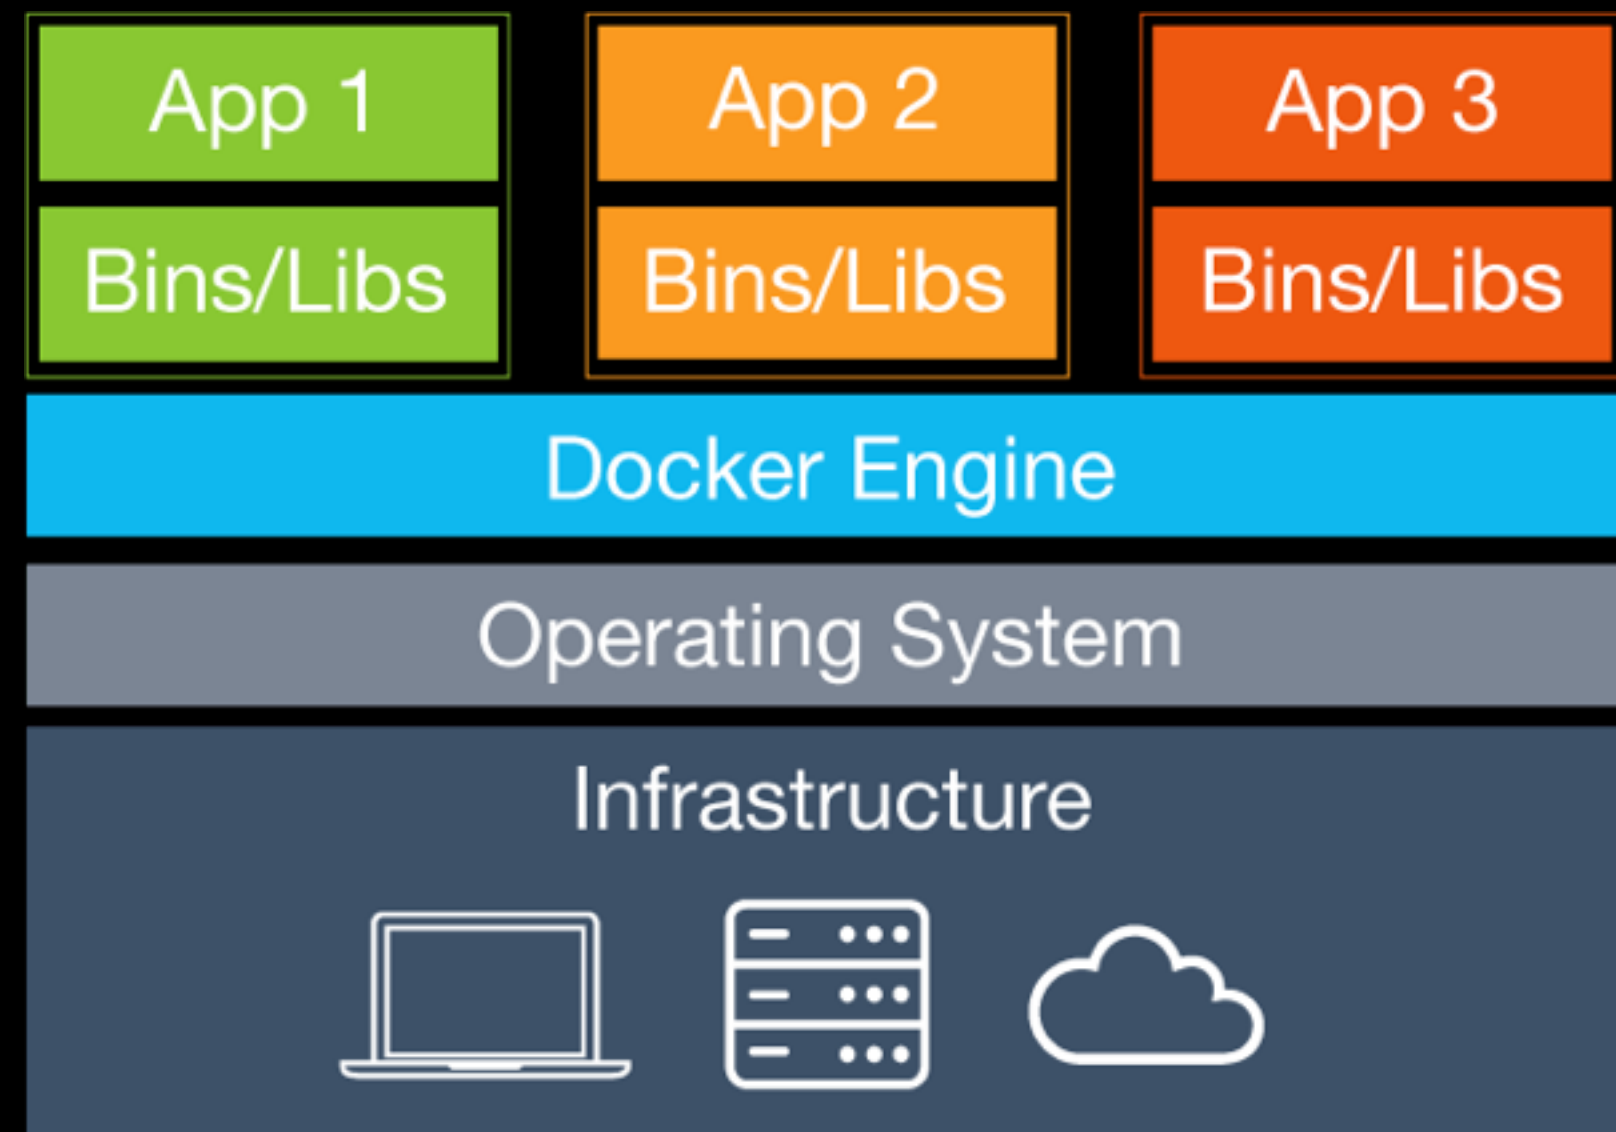 App 1
App 2
App 3
Bins/Libs
Bins/Libs
Bins/Libs
Docker Engine
Operating System
Infrastructure